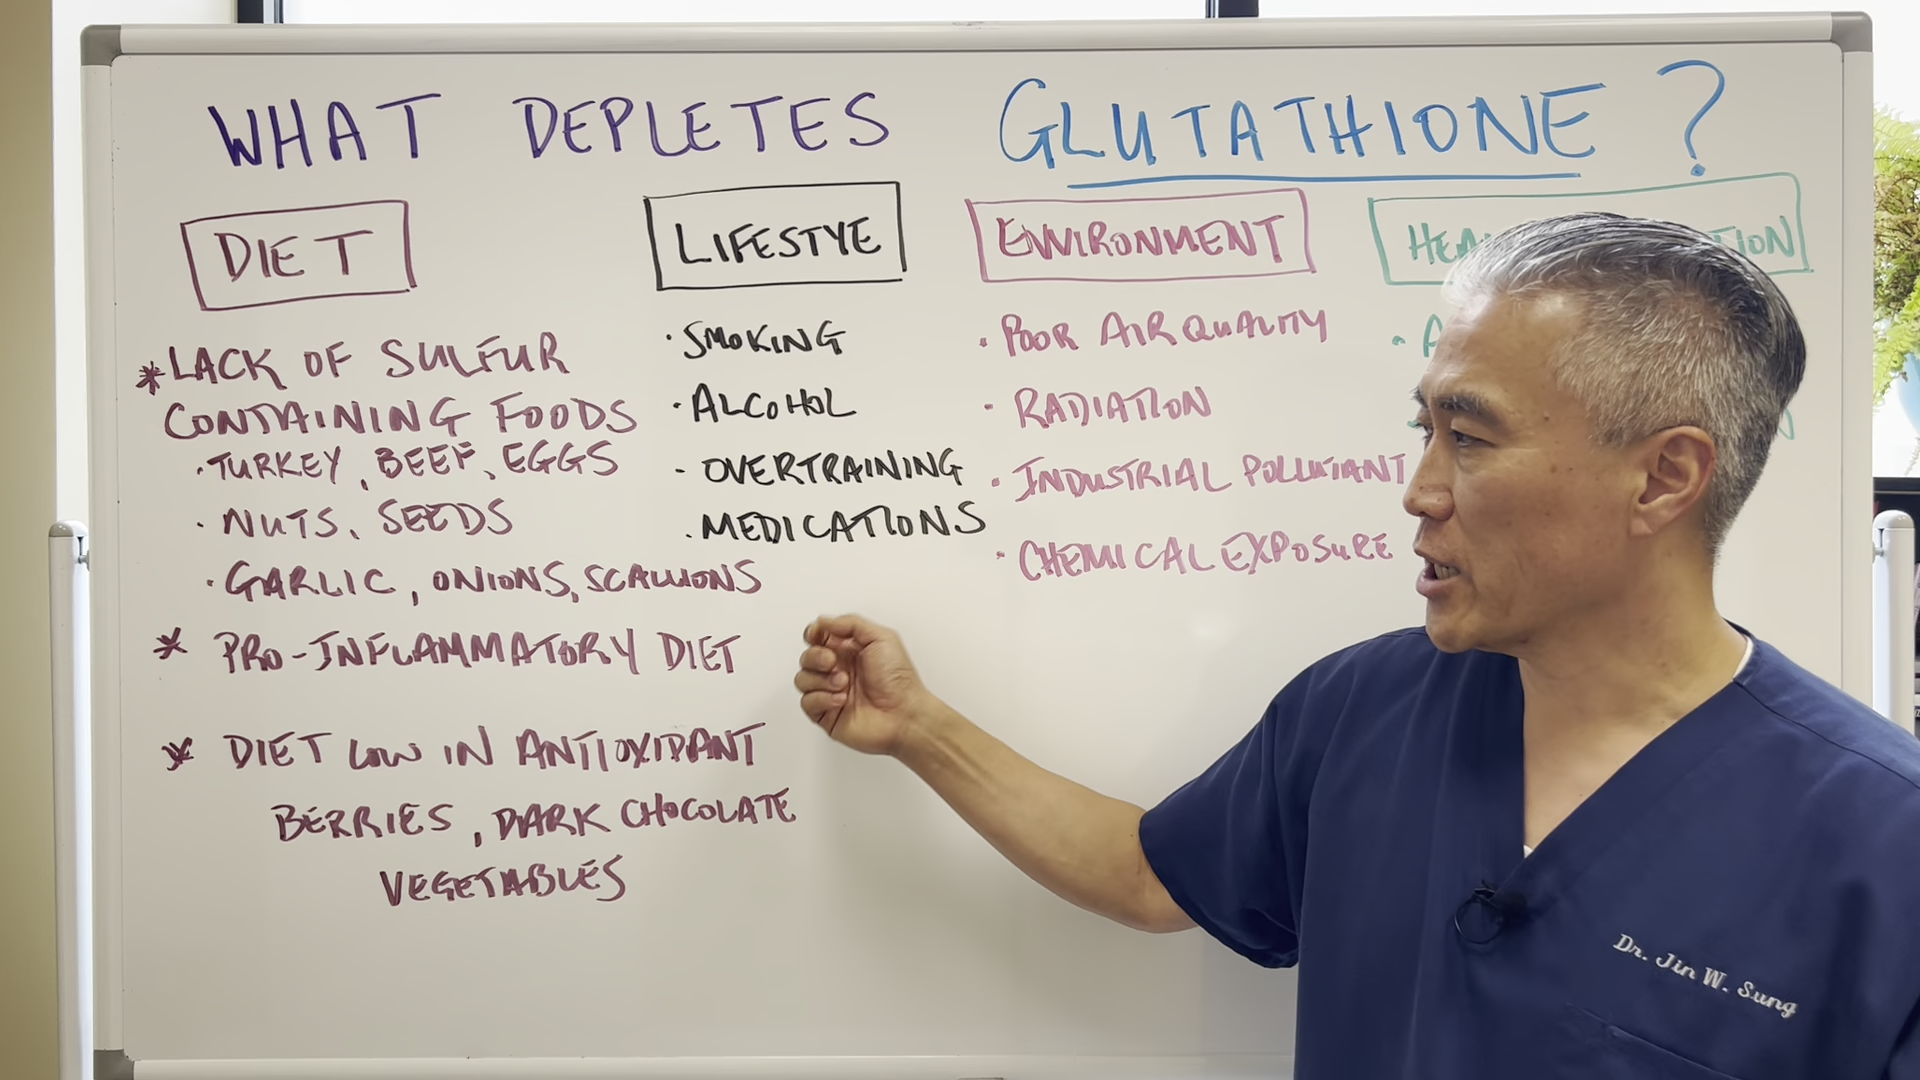 WHAT DEPLETES GLUTATHIONE?
DIET
* LACK OF SULFUR
CONTAINING FOODS
· TURKEY, BEEF, EGGS
· NUTS, SEEDS
· GARLIC, ONIONS, SCALLIONS
* PRO-INFLAMMATORY DIET
* DIET LOW IN ANTIOXIDANT
BERRIES, DARK CHOCOLATE
VEGETABLES
LIFESTYE
· SMOKING
· ALCOHOL
· OVERTRAINING
· MEDICATIONS
ENVIRONMENT
· POOR AIR QUALITY
· RADIATION
· INDUSTRIAL POLLUTANT
· CHEMICAL EXPOSURE
Dr. Jin W. Sung